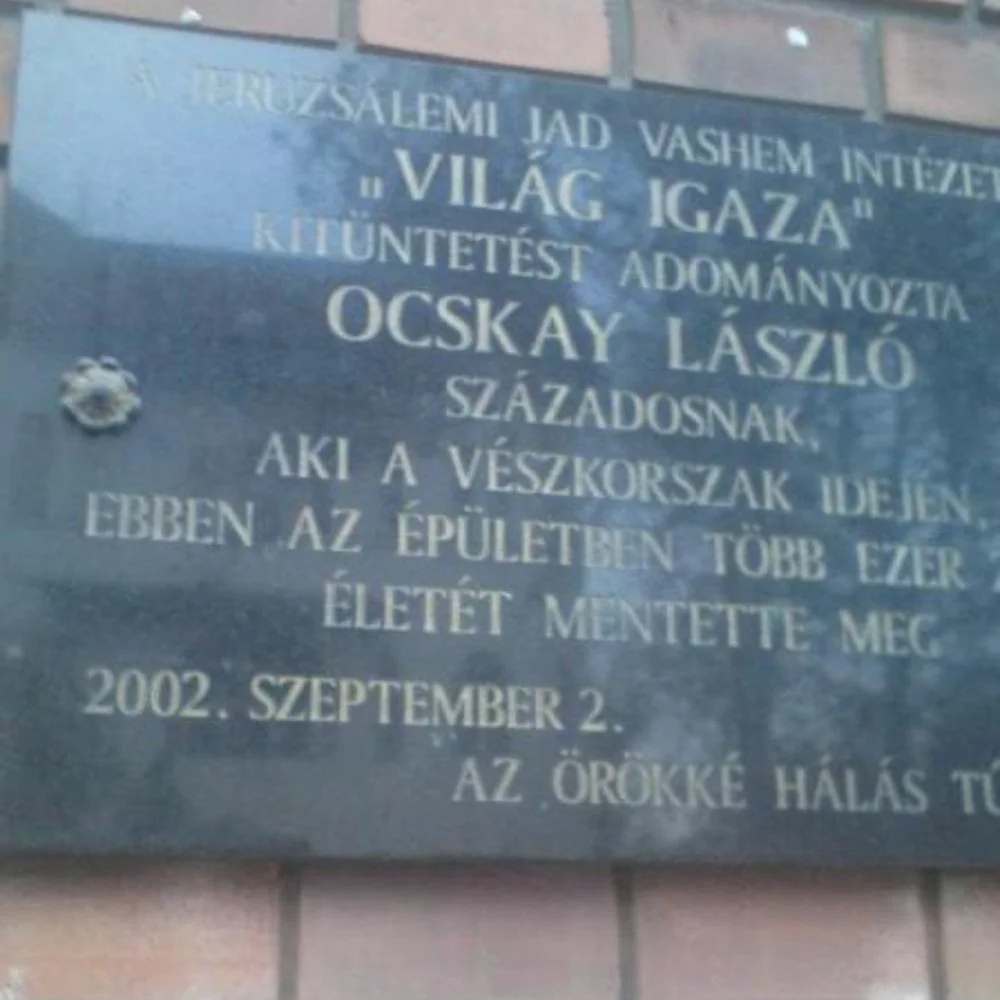 A JERUZSÁLEMI JAD VASHEM INTÉZET
"VILÁG IGAZA"
KITÜNTETÉST ADOMÁNYOZTA
OCSKAY LÁSZLÓ
SZÁZADOSNAK,
AKI A VÉSZKORSZAK IDEJÉN,
EBBEN AZ ÉPÜLETBEN TÖBB EZER
ÉLETÉT MENTETTE MEG
2002. SZEPTEMBER 2.
AZ ÖRÖKKÉ HÁLÁS